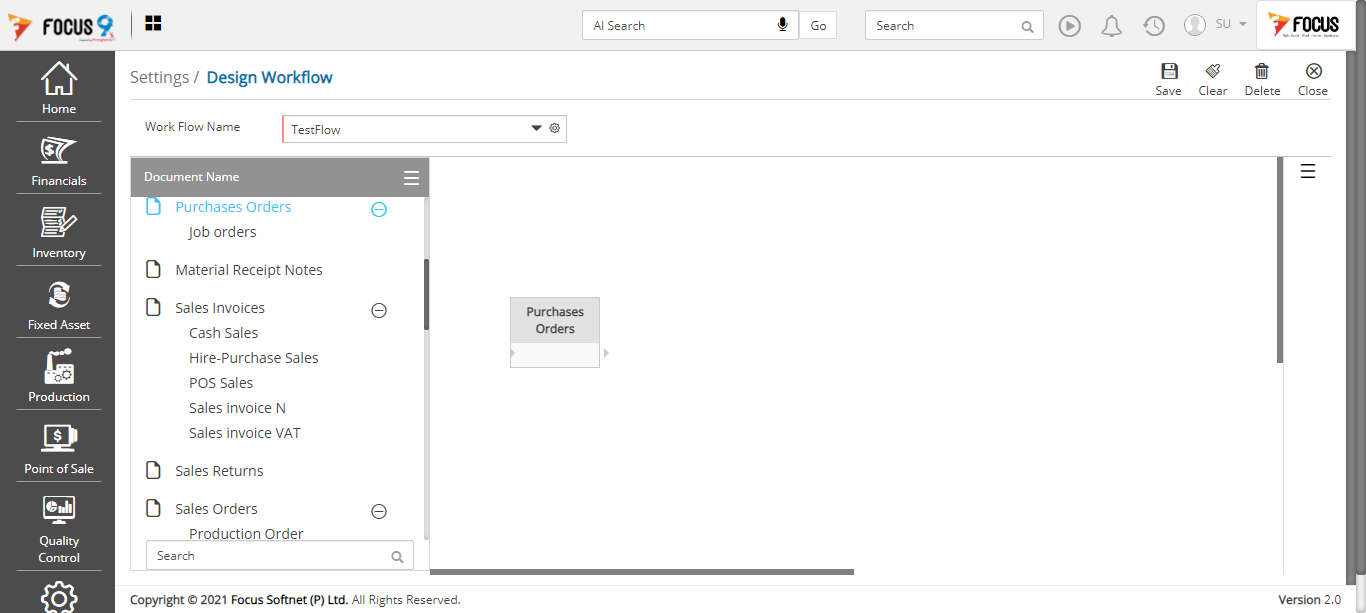 FOCUS 9
AI Search
Go
Search
SU
FOCUS
Home
Financials
Inventory
Fixed Asset
Production
Point of Sale
Quality
Control
Settings / Design Workflow
Save
Clear
Delete
Close
Work Flow Name
TestFlow
Document Name
Purchases Orders
Job orders
Material Receipt Notes
Sales Invoices
Cash Sales
Hire-Purchase Sales
POS Sales
Sales invoice N
Sales invoice VAT
Sales Returns
Sales Orders
Production Order
Search
Purchases
Orders
Copyright © 2021 Focus Softnet (P) Ltd. All Rights Reserved.
Version 2.0